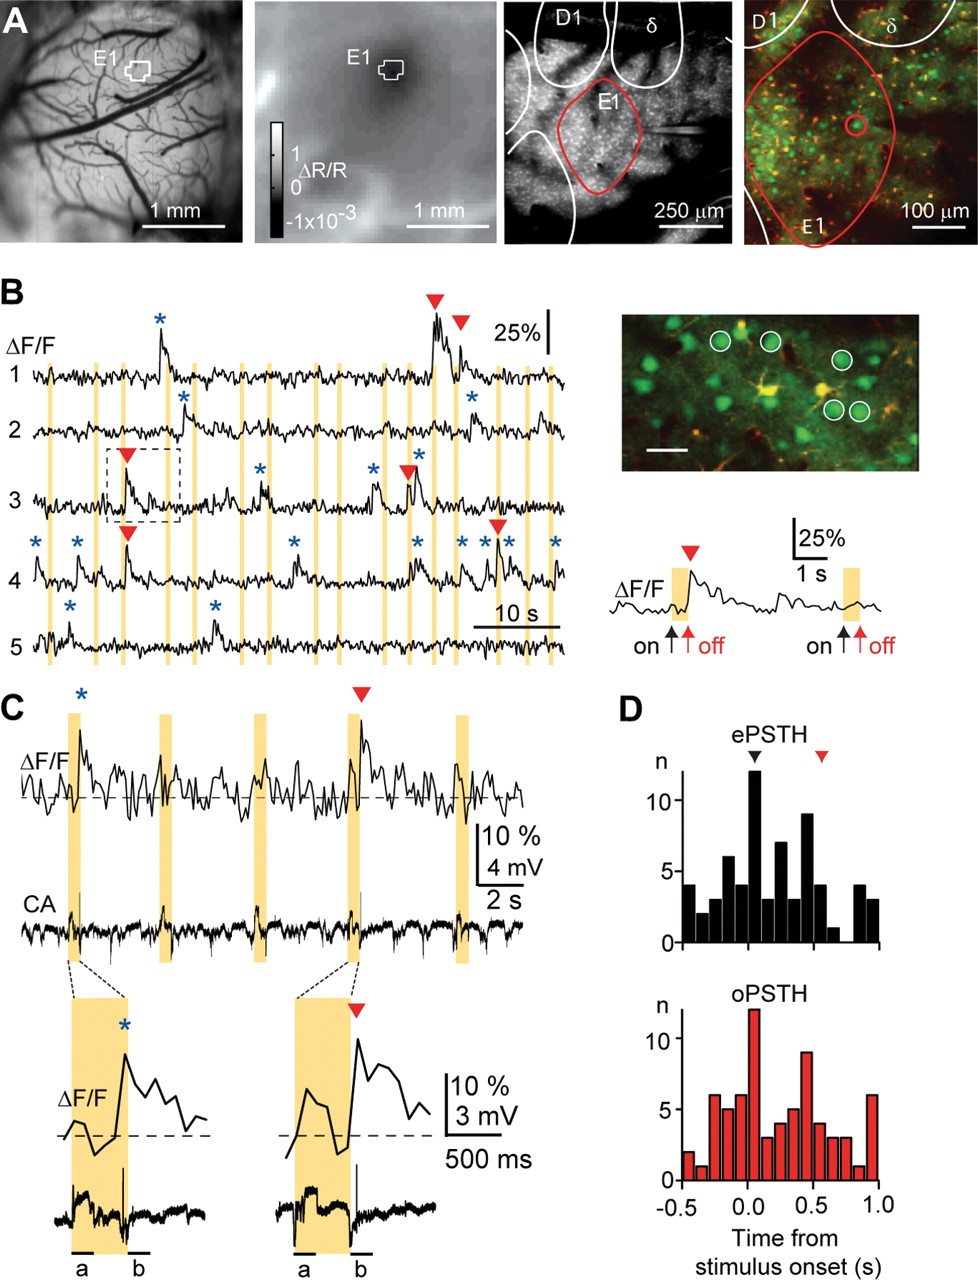 A
E1
1 mm
E1
1
0
-1x10-3
ΔR/R
1 mm
D1
δ
E1
250 µm
D1
δ
E1
100 µm
B
ΔF/F
25%
1
*
2
*
*
3
*
*
*
4
*
*
*
*
*
*
*
*
10 s
5
*
*
25%
1 s
ΔF/F
on
off
on
off
C
*
ΔF/F
10 %
4 mV
2 s
CA
*
ΔF/F
10 %
3 mV
500 ms
a
b
a
b
D
ePSTH
n
10
5
0
oPSTH
n
10
5
0
-0.5
0.0
0.5
1.0
Time from
stimulus onset (s)